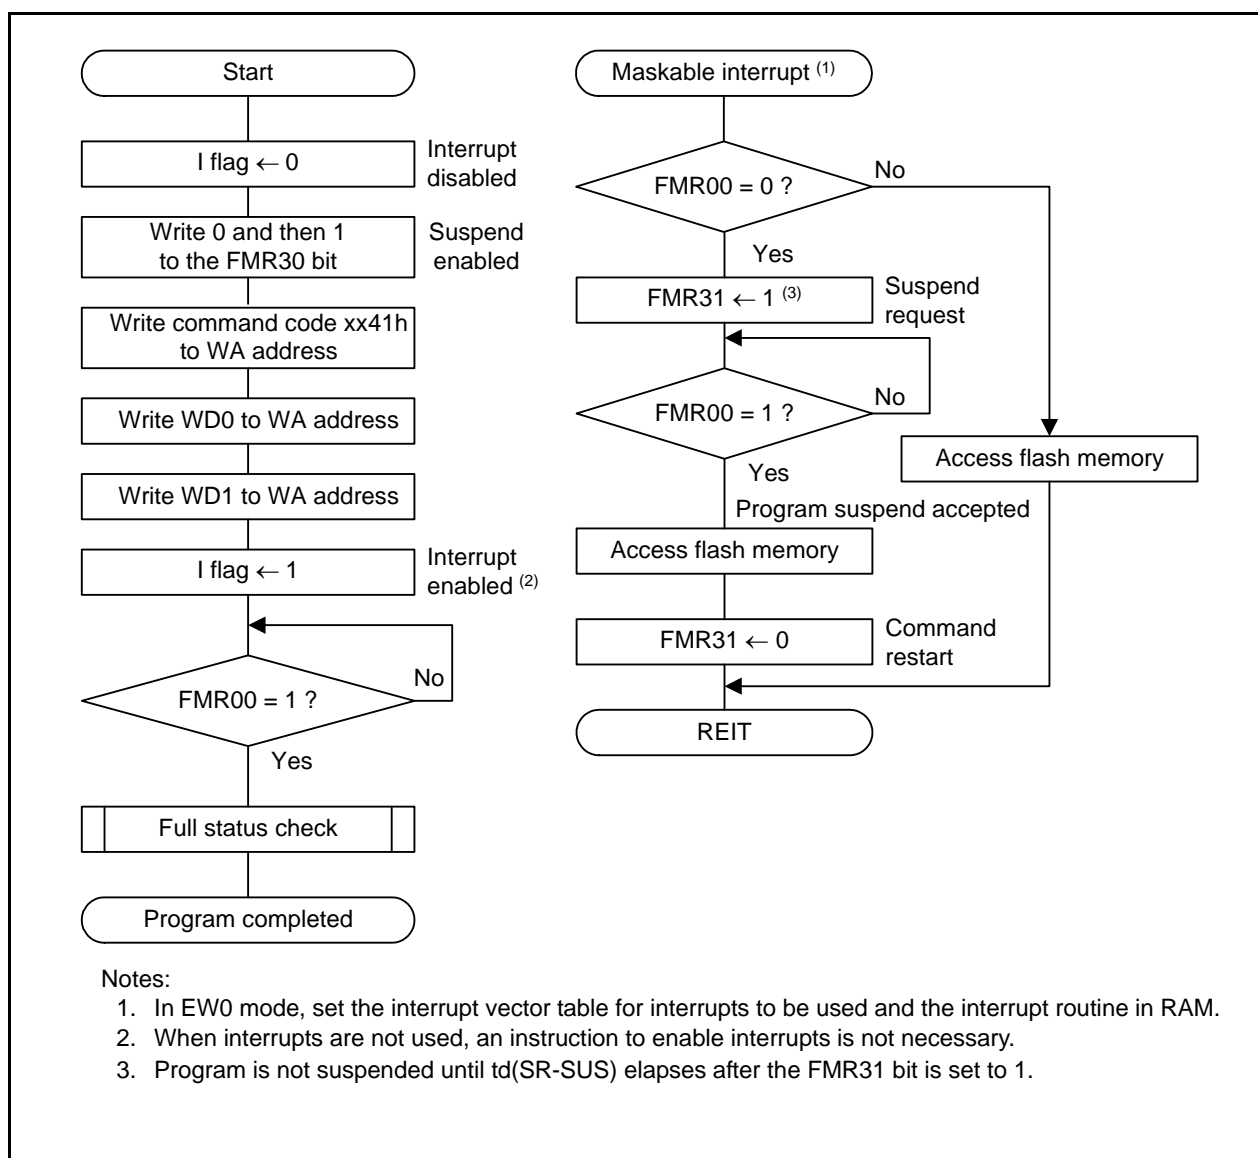 Start
I flag ← 0
Interrupt
disabled
Write 0 and then 1
to the FMR30 bit
Suspend
enabled
Write command code xx41h
to WA address
Write WD0 to WA address
Write WD1 to WA address
I flag ← 1
Interrupt
enabled (2)
FMR00 = 1 ?
No
Yes
Full status check
Program completed
Maskable interrupt (1)
FMR00 = 0 ?
No
Yes
FMR31 ← 1 (3)
Suspend
request
FMR00 = 1 ?
No
Yes
Program suspend accepted
Access flash memory
Access flash memory
FMR31 ← 0
Command
restart
REIT
Notes:
1. In EW0 mode, set the interrupt vector table for interrupts to be used and the interrupt routine in RAM.
2. When interrupts are not used, an instruction to enable interrupts is not necessary.
3. Program is not suspended until td(SR-SUS) elapses after the FMR31 bit is set to 1.